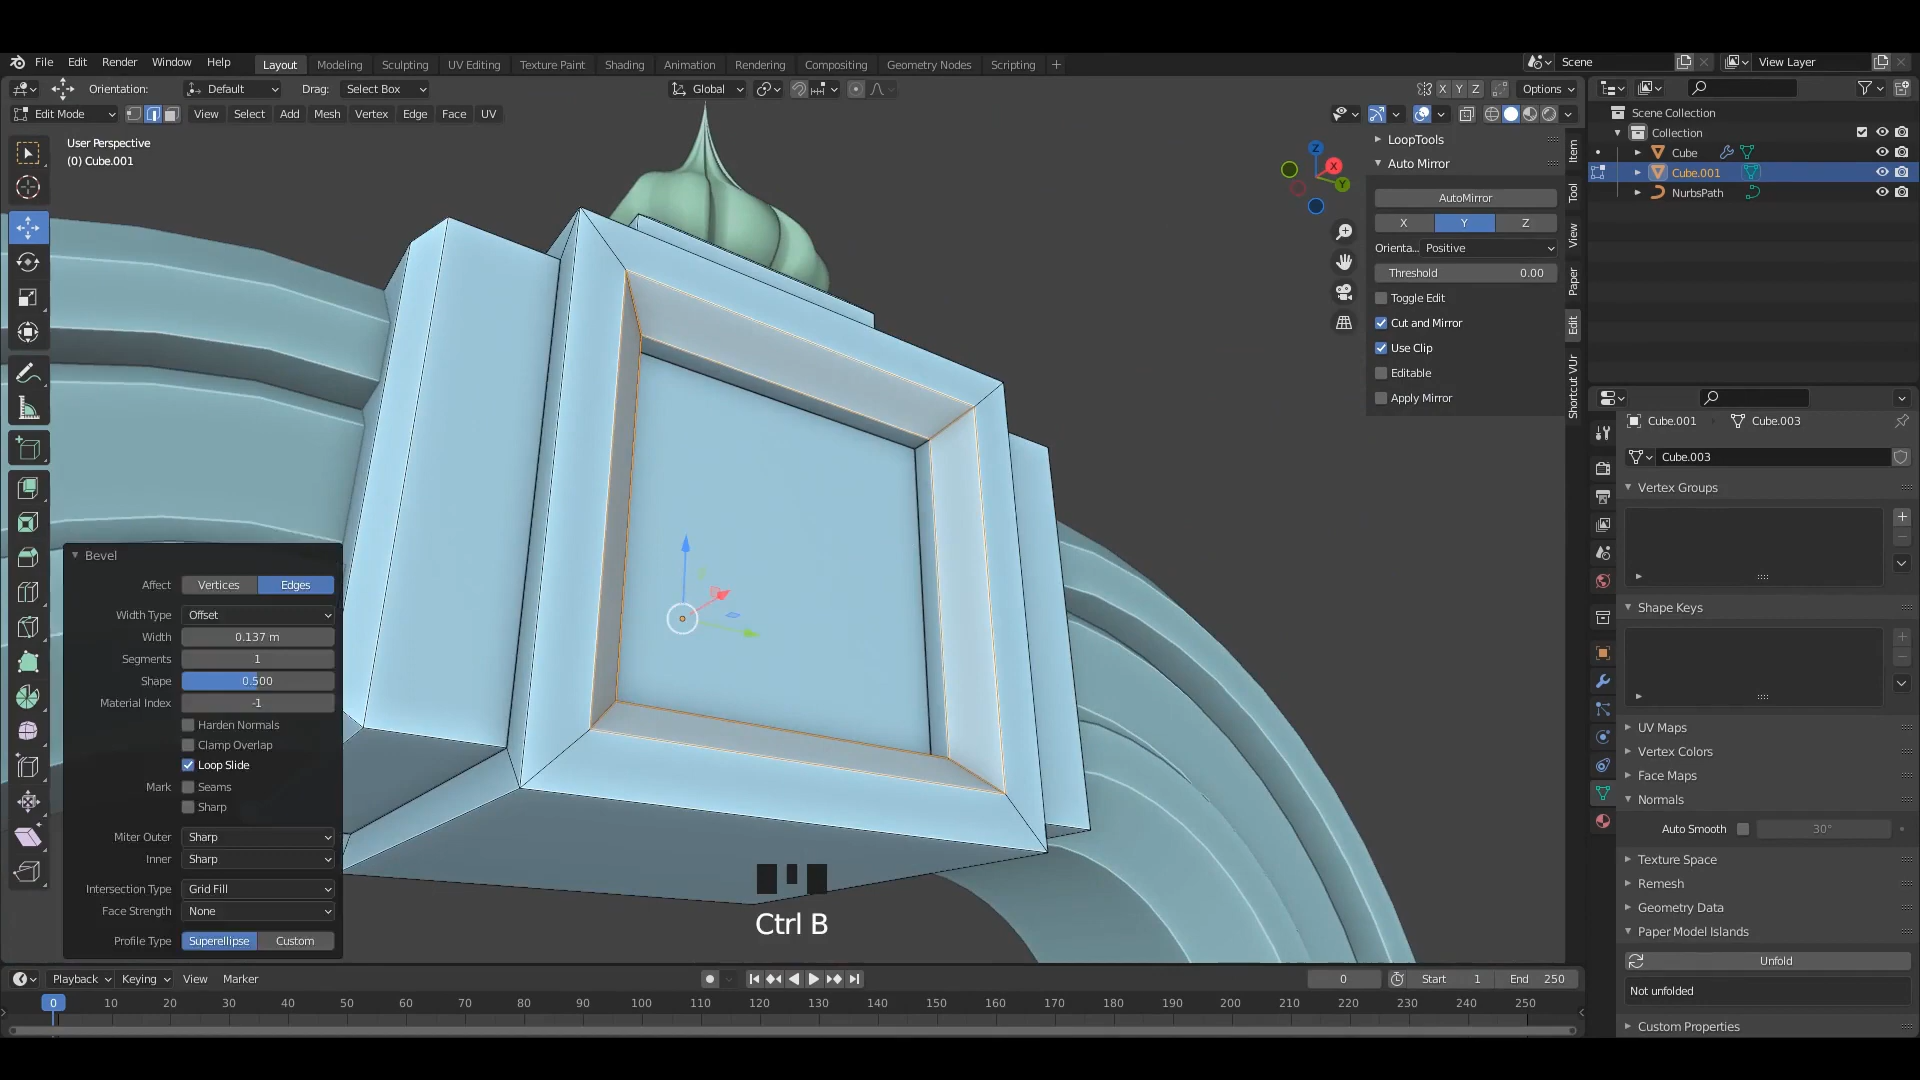 File Edit Render Window Help Layout Modeling Sculpting UV Editing Texture Paint Shading Animation Rendering Compositing Geometry Nodes Scripting + Scene View Layer
Orientation: Default Drag: Select Box Global X Y Z Options
Edit Mode View Select Add Mesh Vertex Edge Face UV
User Perspective
(0) Cube.001
LoopTools
Auto Mirror
AutoMirror
X Y Z
Orienta... Positive
Threshold 0.00
Toggle Edit
Cut and Mirror
Use Clip
Editable
Apply Mirror
Item
Tool
View
Paper
Edit
Shortcut VUr
Z
X
Y
Scene Collection
Collection
Cube
Cube.001
NurbsPath
Cube.001 Cube.003
Cube.003
Vertex Groups
Shape Keys
UV Maps
Vertex Colors
Face Maps
Normals
Auto Smooth 30°
Texture Space
Remesh
Geometry Data
Paper Model Islands
Unfold
Not unfolded
Custom Properties
Bevel
Affect Vertices Edges
Width Type Offset
Width 0.137 m
Segments 1
Shape 0.500
Material Index -1
Harden Normals
Clamp Overlap
Loop Slide
Mark Seams
Sharp
Miter Outer Sharp
Inner Sharp
Intersection Type Grid Fill
Face Strength None
Profile Type Superellipse Custom
Ctrl B
Playback Keying View Marker 0 Start 1 End 250
0 10 20 30 40 50 60 70 80 90 100 110 120 130 140 150 160 170 180 190 200 210 220 230 240 250